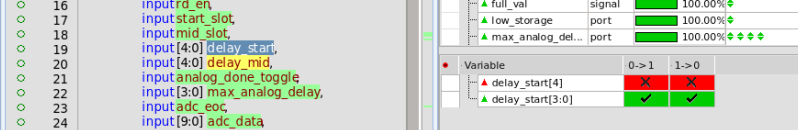 16 input rd_en,
17 input start_slot,
18 input mid_slot,
19 input [4:0] delay_start,
20 input [4:0] delay_mid,
21 input analog_done_toggle,
22 input [3:0] max_analog_delay,
23 input adc_eoc,
24 input [9:0] adc_data,
full_val signal 100.00%
low_storage port 100.00%
max_analog_del... port 100.00%
Variable 0->1 1->0
delay_start[4]
delay_start[3:0]